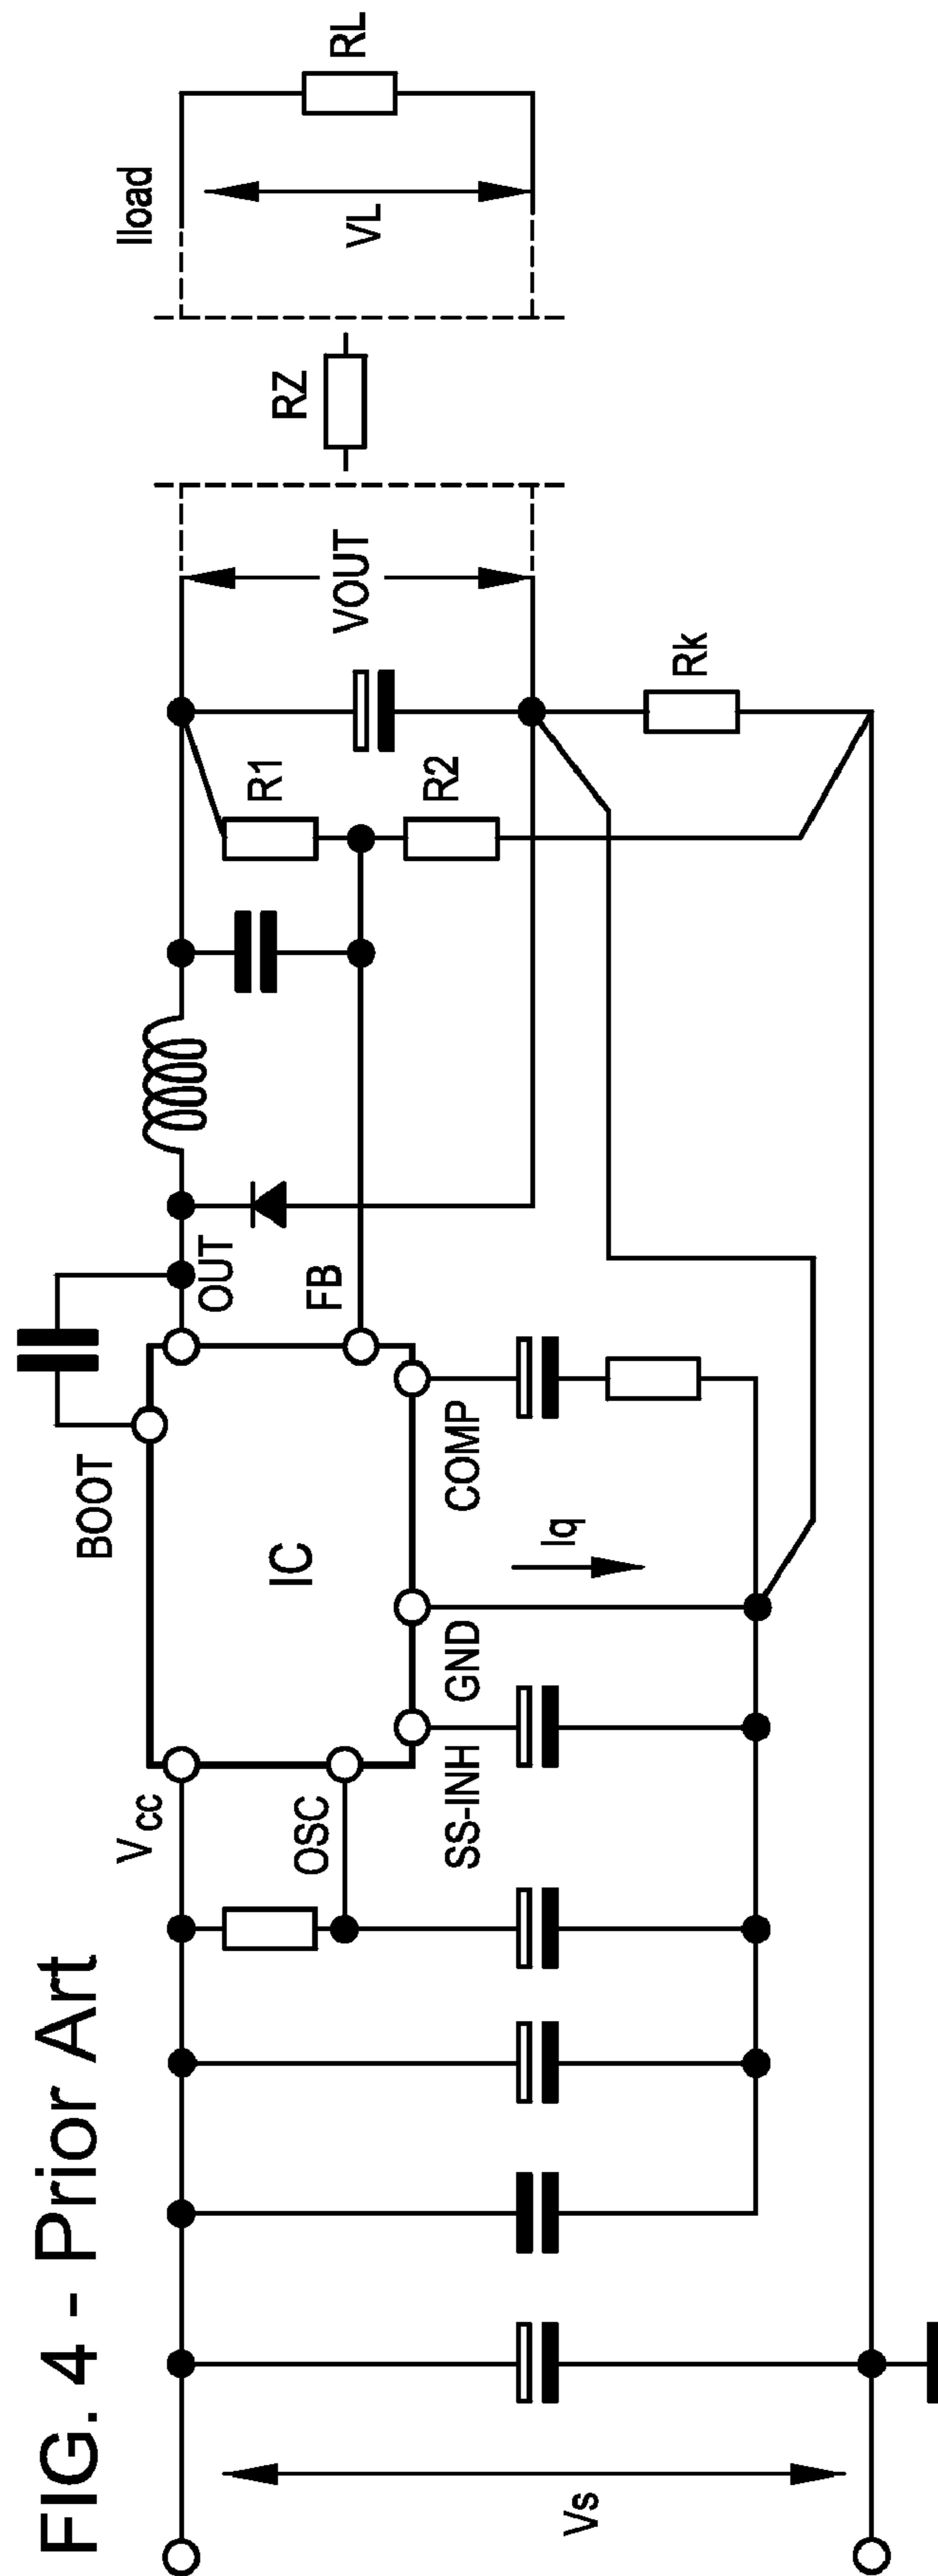 FIG. 4 - Prior Art
BOOT
Vcc
OUT
IC
OSC
FB
SS-INH
GND
COMP
Iq
Vs
R1
R2
Rk
VOUT
RZ
Iload
VL
RL